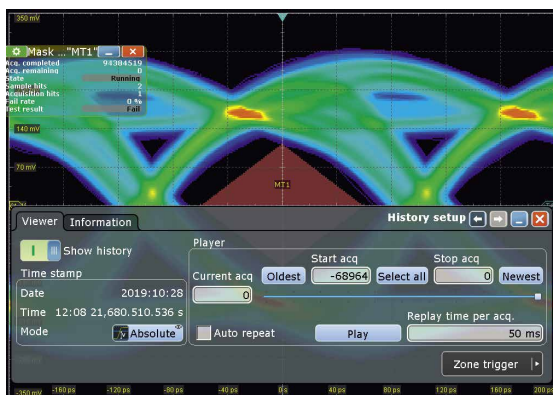 350 mV
Mask ..."MT1"
Acq. completed 94384519
Acq. remaining 0
State Running
Sample hits 2
Acquisition hits 1
Fail rate 0 %
Test result Fail
140 mV
70 mV
MT1
Viewer Information History setup
Show history
Player
Start acq Stop acq
Time stamp
Current acq Oldest -68964 Select all 0 Newest
Date 2019:10:28
0
Time 12:08 21,680.510.536 s
Replay time per acq.
Mode Absolute
Auto repeat Play 50 ms
Zone trigger
-350 mV -160 ps -120 ps -80 ps -40 ps 0 s 40 ps 80 ps 120 ps 160 ps 200 ps